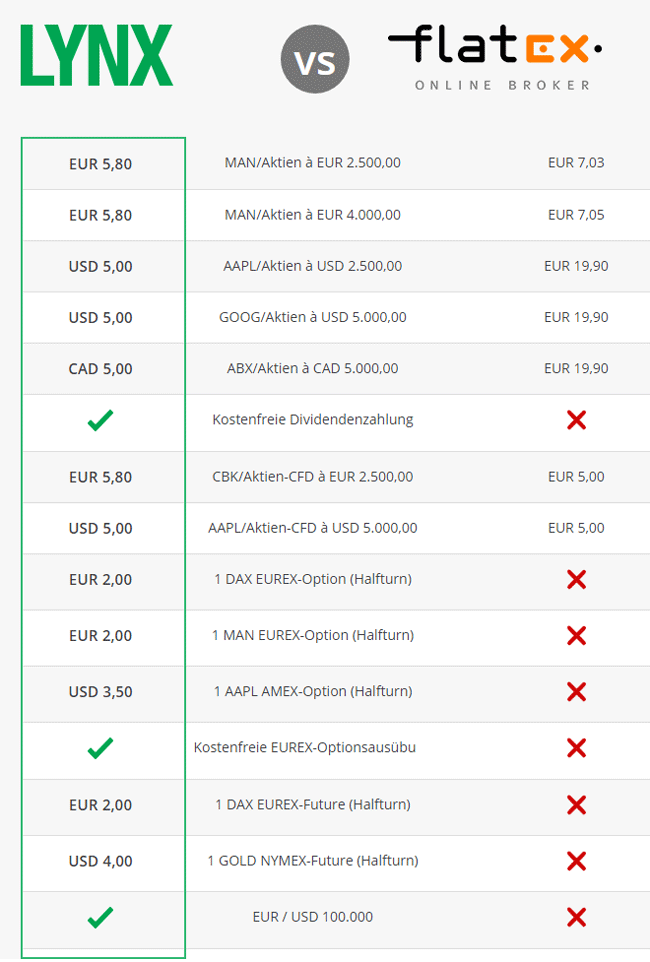 LYNX VS flatex
ONLINE BROKER
EUR 5,80 MAN/Aktien à EUR 2.500,00 EUR 7,03
EUR 5,80 MAN/Aktien à EUR 4.000,00 EUR 7,05
USD 5,00 AAPL/Aktien à USD 2.500,00 EUR 19,90
USD 5,00 GOOG/Aktien à USD 5.000,00 EUR 19,90
CAD 5,00 ABX/Aktien à CAD 5.000,00 EUR 19,90
Kostenfreie Dividendenzahlung
EUR 5,80 CBK/Aktien-CFD à EUR 2.500,00 EUR 5,00
USD 5,00 AAPL/Aktien-CFD à USD 5.000,00 EUR 5,00
EUR 2,00 1 DAX EUREX-Option (Halfturn)
EUR 2,00 1 MAN EUREX-Option (Halfturn)
USD 3,50 1 AAPL AMEX-Option (Halfturn)
Kostenfreie EUREX-Optionsausübu
EUR 2,00 1 DAX EUREX-Future (Halfturn)
USD 4,00 1 GOLD NYMEX-Future (Halfturn)
EUR / USD 100.000